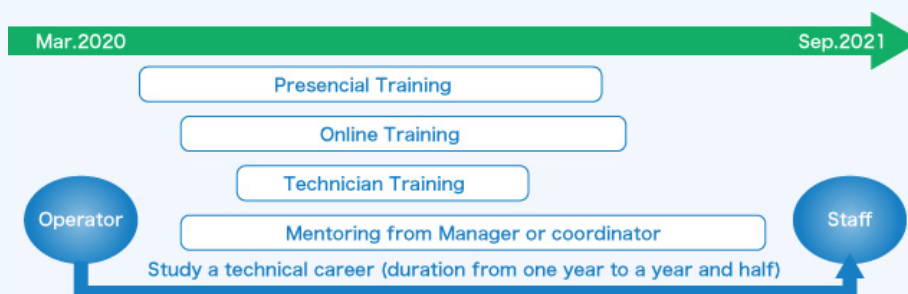 Mar.2020
Sep.2021
Presencial Training
Online Training
Technician Training
Operator
Staff
Mentoring from Manager or coordinator
Study a technical career (duration from one year to a year and half)